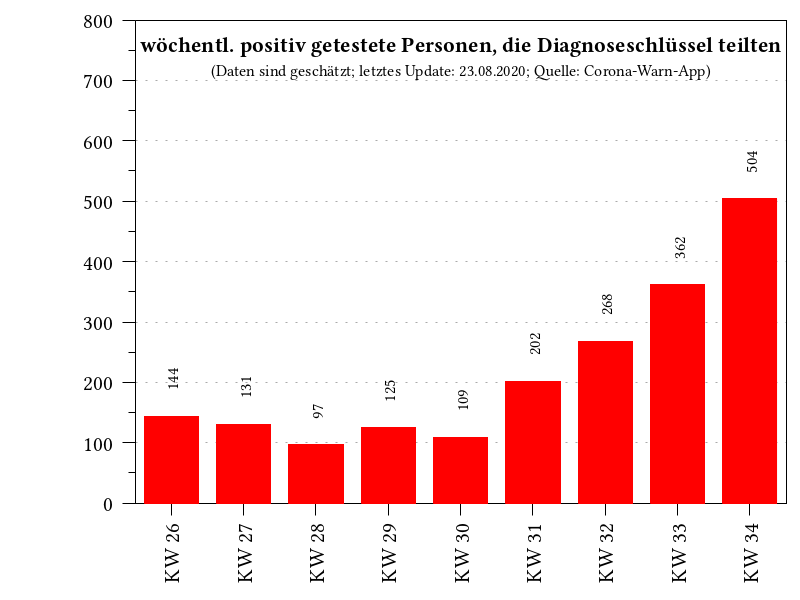 wöchentl. positiv getestete Personen, die Diagnoseschlüssel teilten
(Daten sind geschätzt; letztes Update: 23.08.2020; Quelle: Corona-Warn-App)
800
700
600
500
400
300
200
100
0
144
131
97
125
109
202
268
362
504
KW 26
KW 27
KW 28
KW 29
KW 30
KW 31
KW 32
KW 33
KW 34